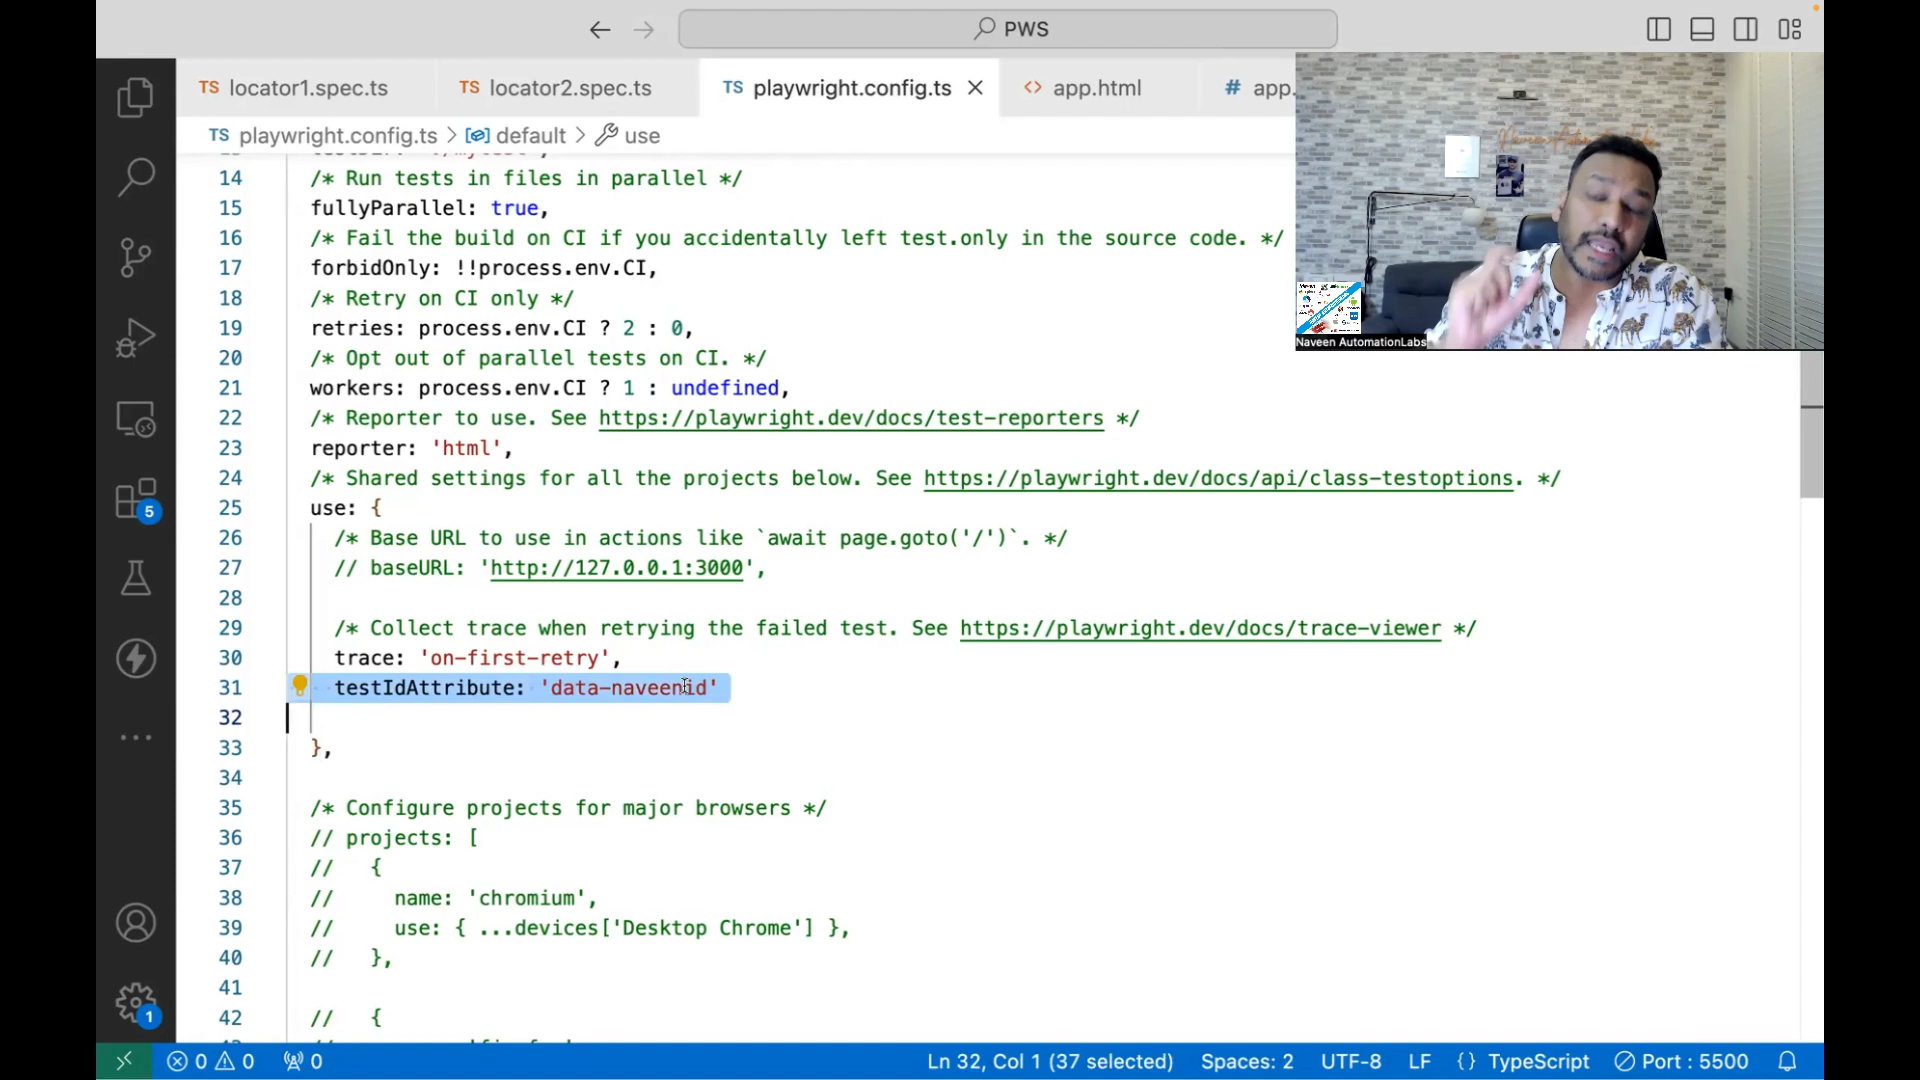 PWS
locator1.spec.ts
locator2.spec.ts
playwright.config.ts
app.html
app.
playwright.config.ts > default > use
14 /* Run tests in files in parallel */
15 fullyParallel: true,
16 /* Fail the build on CI if you accidentally left test.only in the source code. */
17 forbidOnly: !!process.env.CI,
18 /* Retry on CI only */
19 retries: process.env.CI ? 2 : 0,
20 /* Opt out of parallel tests on CI. */
21 workers: process.env.CI ? 1 : undefined,
22 /* Reporter to use. See https://playwright.dev/docs/test-reporters */
23 reporter: 'html',
24 /* Shared settings for all the projects below. See https://playwright.dev/docs/api/class-testoptions. */
25 use: {
26 /* Base URL to use in actions like `await page.goto('/')`. */
27 // baseURL: 'http://127.0.0.1:3000',
28
29 /* Collect trace when retrying the failed test. See https://playwright.dev/docs/trace-viewer */
30 trace: 'on-first-retry',
31 testIdAttribute: 'data-naveenid'
32
33 },
34
35 /* Configure projects for major browsers */
36 // projects: [
37 // {
38 // name: 'chromium',
39 // use: { ...devices['Desktop Chrome'] },
40 // },
41
42 // {
Naveen AutomationLabs
5
1
0 0 0 Ln 32, Col 1 (37 selected) Spaces: 2 UTF-8 LF {} TypeScript Port : 5500